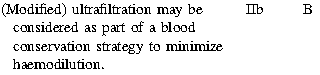 (Modified) ultrafiltration may be IIb B
considered as part of a blood
conservation strategy to minimize
haemodilution.